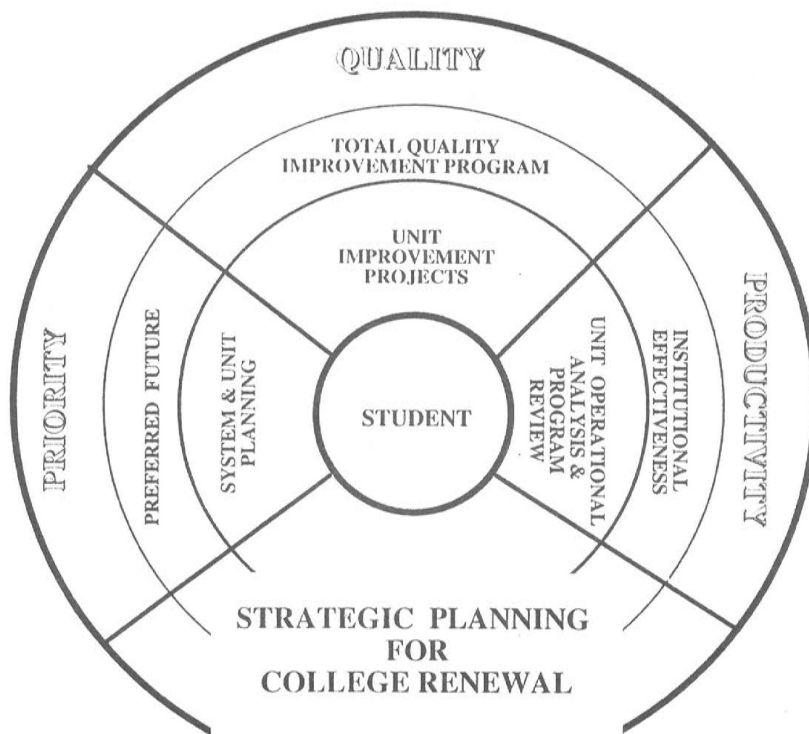 QUALITY
TOTAL QUALITY
IMPROVEMENT PROGRAM
UNIT
IMPROVEMENT
PROJECTS
PRIORITY
PREFERRED FUTURE
SYSTEM & UNIT
PLANNING
STUDENT
UNIT OPERATIONAL
ANALYSIS &
PROGRAM
REVIEW
INSTITUTIONAL
EFFECTIVENESS
PRODUCTIVITY
STRATEGIC PLANNING
FOR
COLLEGE RENEWAL